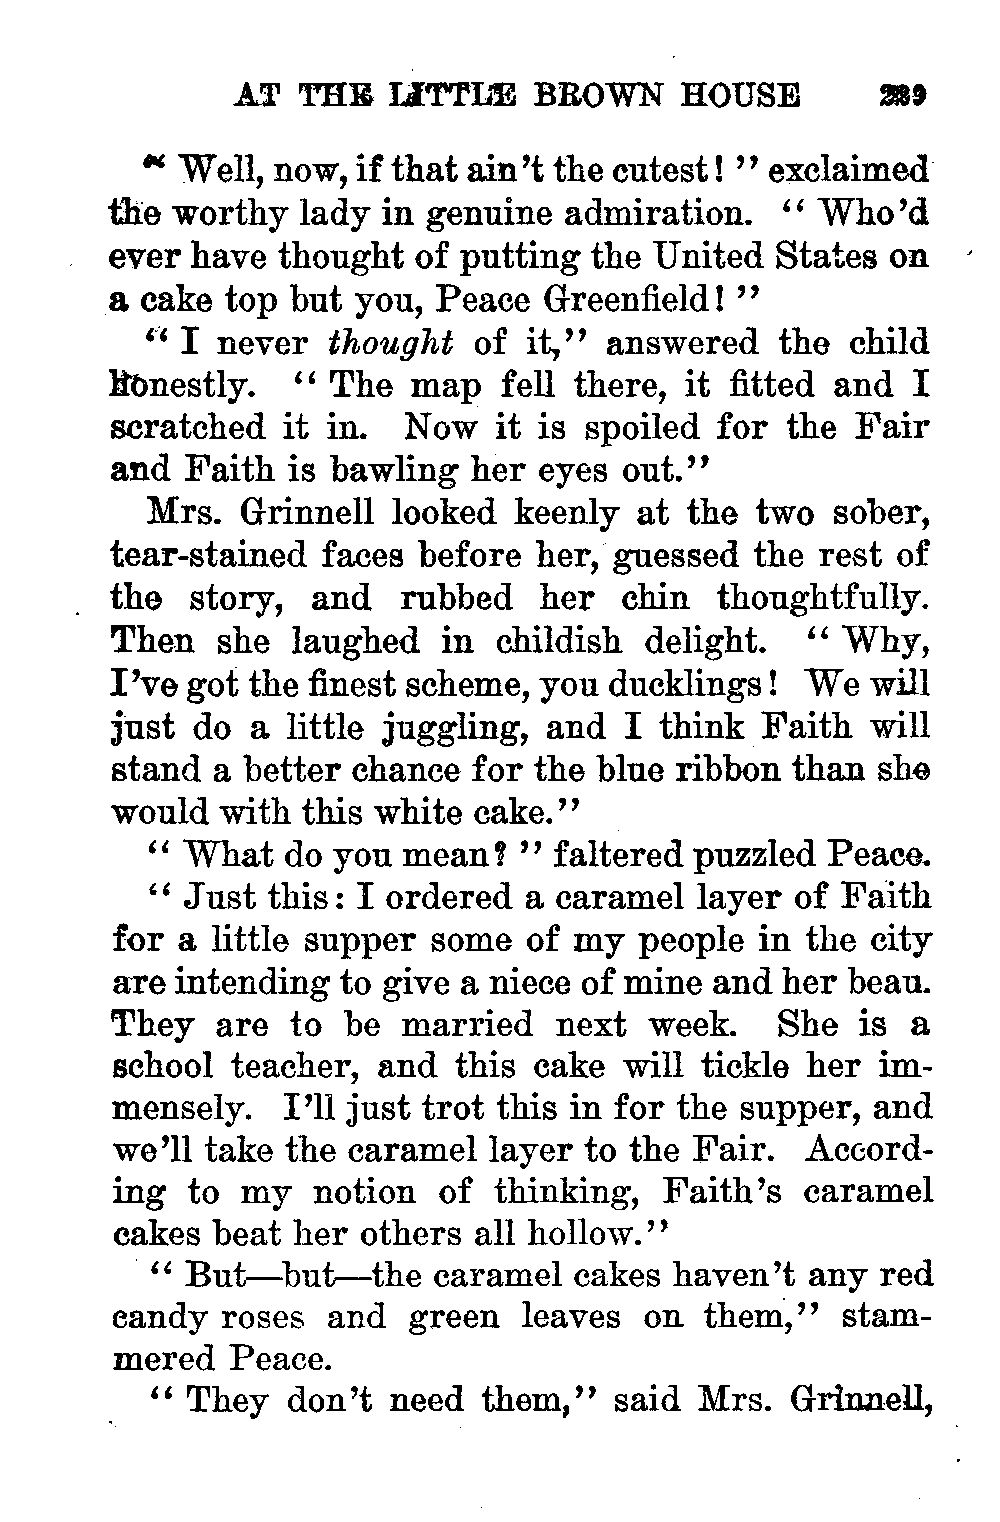 AT THE LITTLE BROWN HOUSE 239
“ Well, now, if that ain’t the cutest! ” exclaimed
the worthy lady in genuine admiration. “ Who’d
ever have thought of putting the United States on
a cake top but you, Peace Greenfield! ”
“ I never thought of it,” answered the child
honestly. “ The map fell there, it fitted and I
scratched it in. Now it is spoiled for the Fair
and Faith is bawling her eyes out.”
Mrs. Grinnell looked keenly at the two sober,
tear-stained faces before her, guessed the rest of
the story, and rubbed her chin thoughtfully.
Then she laughed in childish delight. “ Why,
I’ve got the finest scheme, you ducklings! We will
just do a little juggling, and I think Faith will
stand a better chance for the blue ribbon than she
would with this white cake.”
“ What do you mean? ” faltered puzzled Peace.
“ Just this: I ordered a caramel layer of Faith
for a little supper some of my people in the city
are intending to give a niece of mine and her beau.
They are to be married next week. She is a
school teacher, and this cake will tickle her im-
mensely. I’ll just trot this in for the supper, and
we’ll take the caramel layer to the Fair. Accord-
ing to my notion of thinking, Faith’s caramel
cakes beat her others all hollow.”
“ But—but—the caramel cakes haven’t any red
candy roses and green leaves on them,” stam-
mered Peace.
“ They don’t need them,” said Mrs. Grinnell,